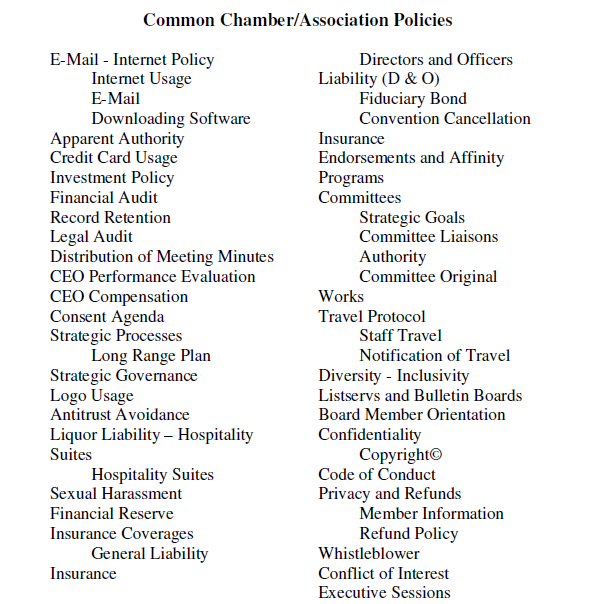 Common Chamber/Association Policies
E-Mail - Internet Policy
Internet Usage
E-Mail
Downloading Software
Apparent Authority
Credit Card Usage
Investment Policy
Financial Audit
Record Retention
Legal Audit
Distribution of Meeting Minutes
CEO Performance Evaluation
CEO Compensation
Consent Agenda
Strategic Processes
Long Range Plan
Strategic Governance
Logo Usage
Antitrust Avoidance
Liquor Liability – Hospitality
Suites
Hospitality Suites
Sexual Harassment
Financial Reserve
Insurance Coverages
General Liability
Insurance
Directors and Officers
Liability (D & O)
Fiduciary Bond
Convention Cancellation
Insurance
Endorsements and Affinity
Programs
Committees
Strategic Goals
Committee Liaisons
Authority
Committee Original
Works
Travel Protocol
Staff Travel
Notification of Travel
Diversity - Inclusivity
Listservs and Bulletin Boards
Board Member Orientation
Confidentiality
Copyright©
Code of Conduct
Privacy and Refunds
Member Information
Refund Policy
Whistleblower
Conflict of Interest
Executive Sessions